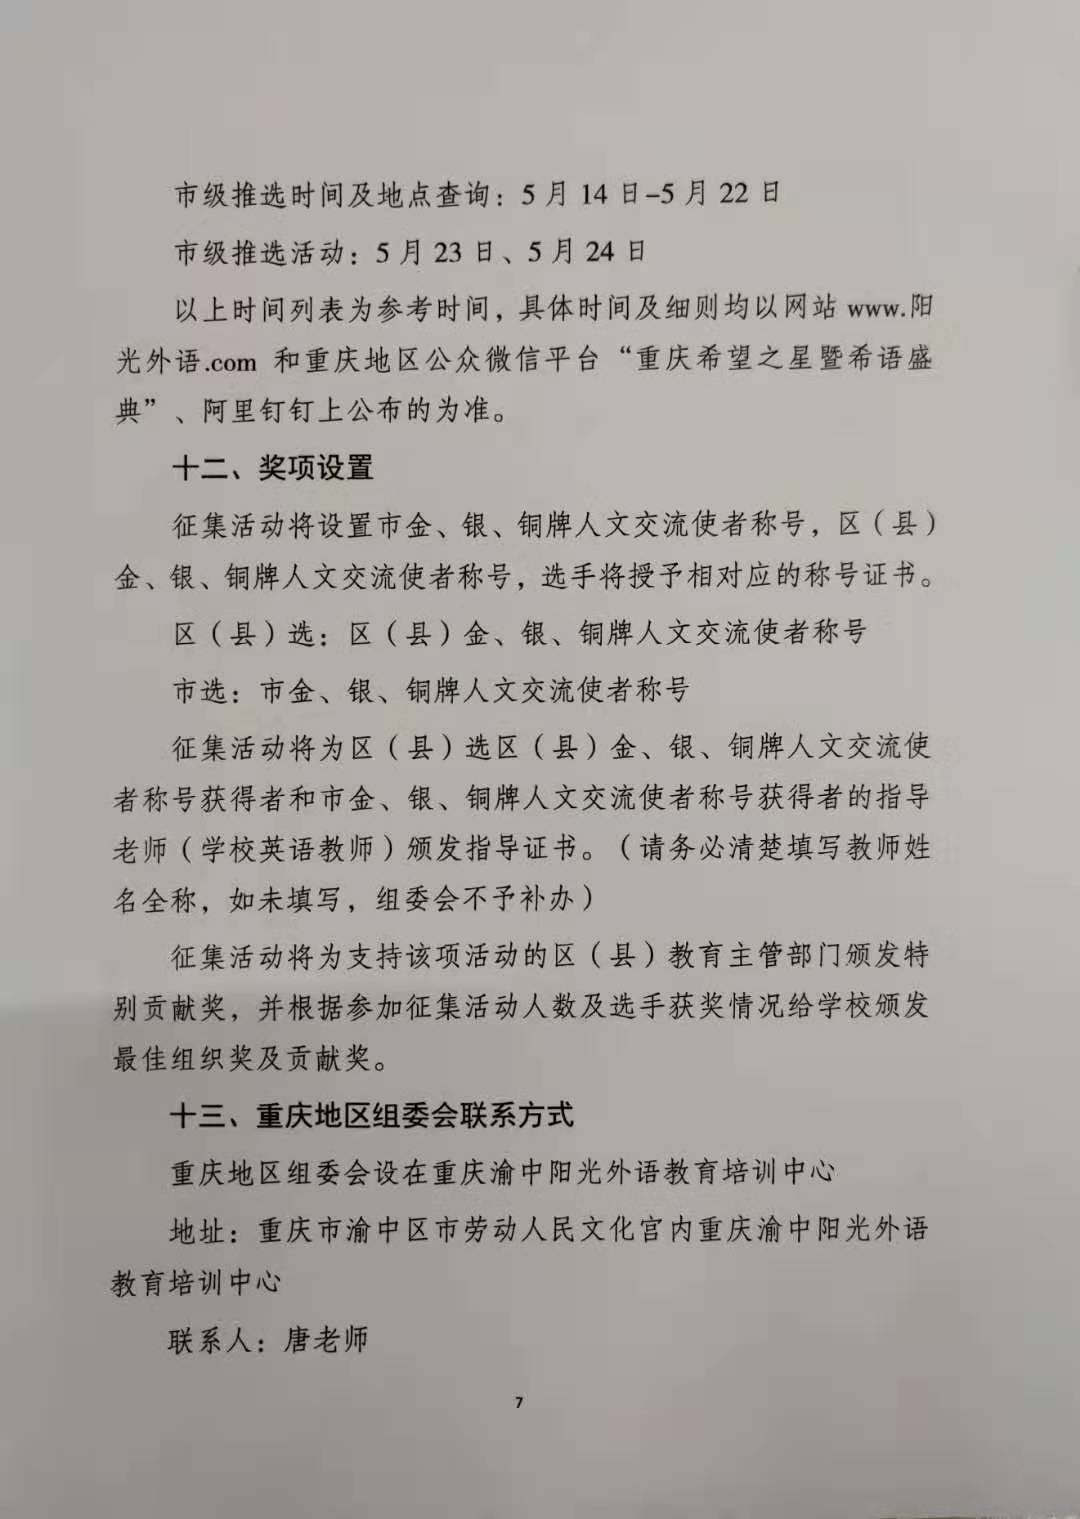 市级推选时间及地点查询：5 月 14 日-5 月 22 日
市级推选活动：5 月 23 日、5 月 24 日
以上时间列表为参考时间，具体时间及细则均以网站 www.阳
光外语.com 和重庆地区公众微信平台“重庆希望之星暨希语盛
典”、阿里钉钉上公布的为准。
十二、奖项设置
征集活动将设置市金、银、铜牌人文交流使者称号，区（县）
金、银、铜牌人文交流使者称号，选手将授予相对应的称号证书。
区（县）选：区（县）金、银、铜牌人文交流使者称号
市选：市金、银、铜牌人文交流使者称号
征集活动将为区（县）选区（县）金、银、铜牌人文交流使
者称号获得者和市金、银、铜牌人文交流使者称号获得者的指导
老师（学校英语教师）颁发指导证书。（请务必清楚填写教师姓
名全称，如未填写，组委会不予补办）
征集活动将为支持该项活动的区（县）教育主管部门颁发特
别贡献奖，并根据参加征集活动人数及选手获奖情况给学校颁发
最佳组织奖及贡献奖。
十三、重庆地区组委会联系方式
重庆地区组委会设在重庆渝中阳光外语教育培训中心
地址：重庆市渝中区市劳动人民文化宫内重庆渝中阳光外语
教育培训中心
联系人：唐老师
7